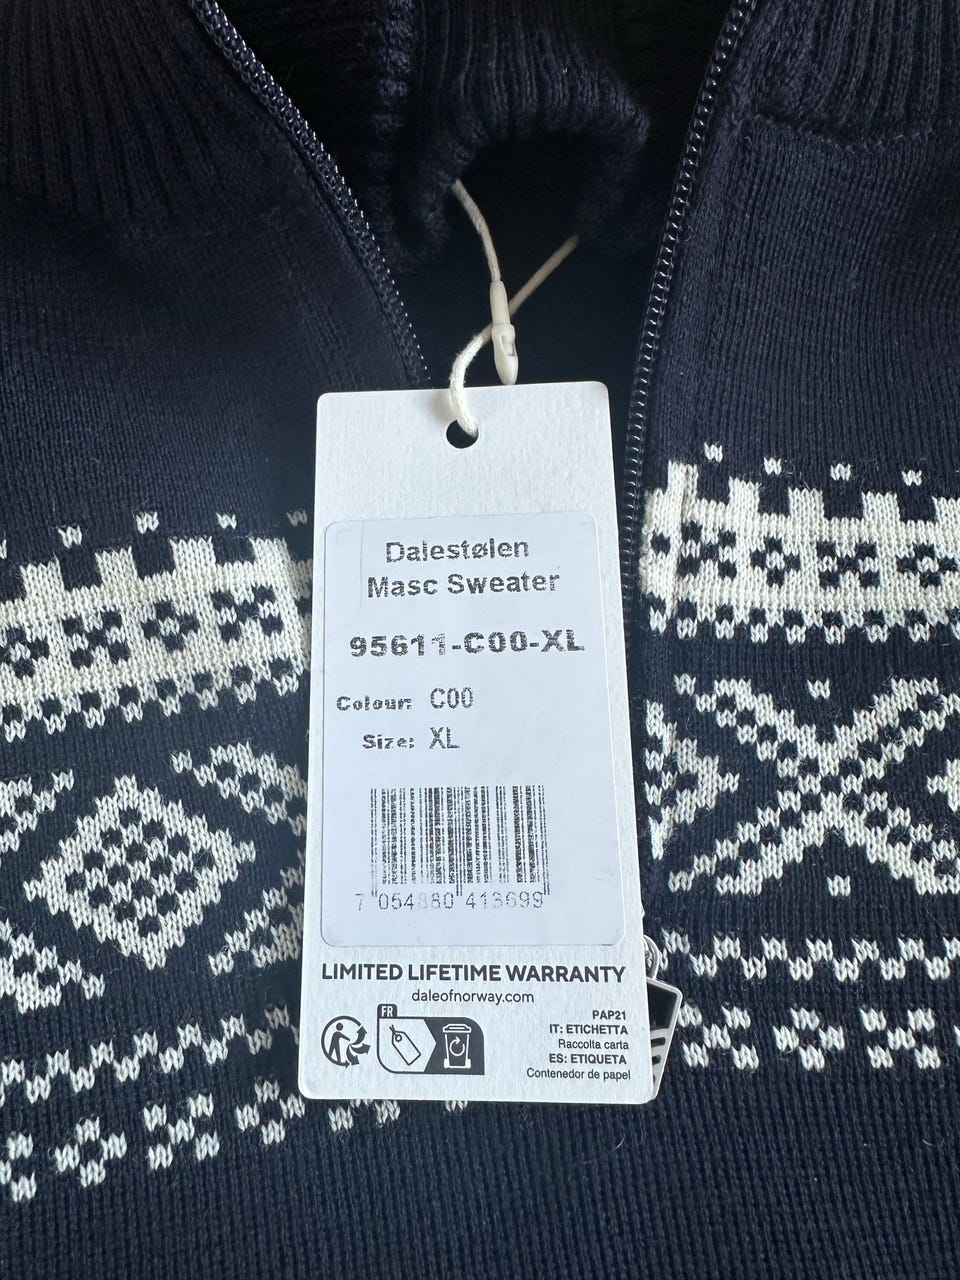 Dalestølen
Masc Sweater
95611-C00-XL
Colour: C00
Size: XL
7 054880 413699
LIMITED LIFETIME WARRANTY
daleofnorway.com
FR
PAP21
IT: ETICHETTA
Raccolta carta
ES: ETIQUETA
Contenedor de papel